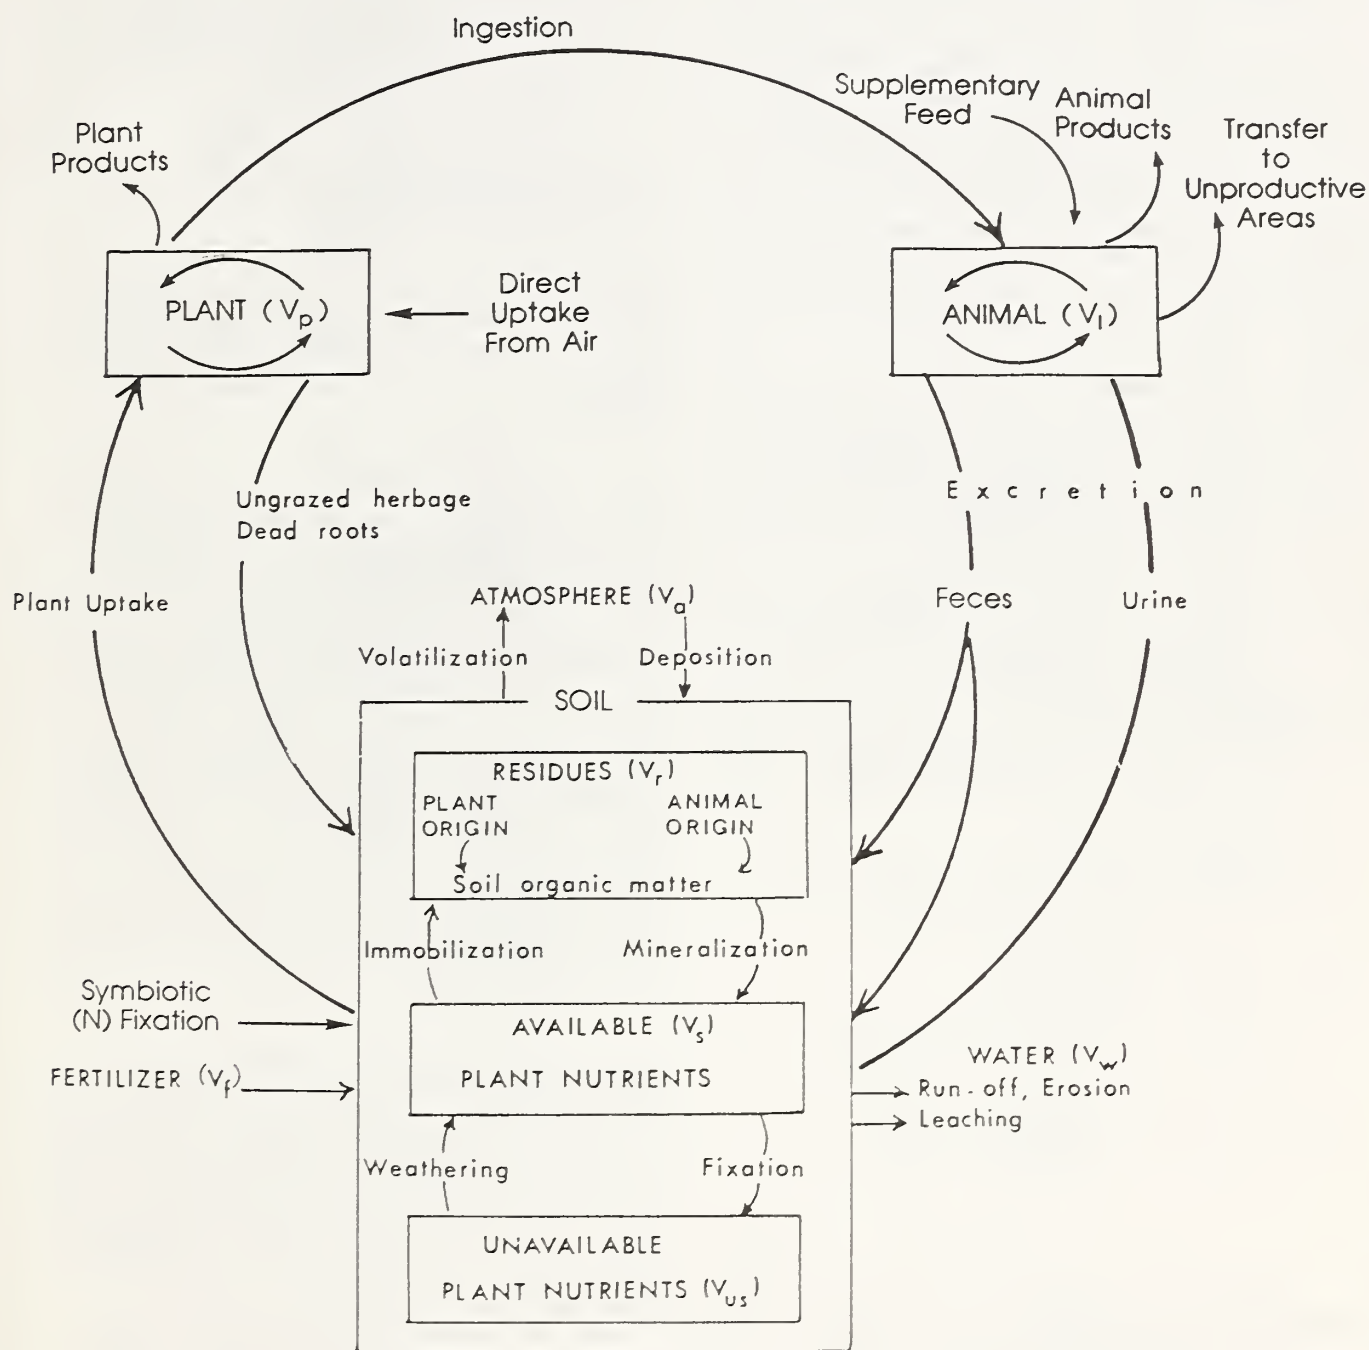 Ingestion
Supplementary
Feed
Animal
Products
Transfer
to
Unproductive
Areas
Plant
Products
PLANT (Vp)
Direct
Uptake
From Air
ANIMAL (Vl)
Ungrazed herbage
Dead roots
Excretion
Plant Uptake
ATMOSPHERE (Va)
Feces
Urine
Volatilization
Deposition
SOIL
RESIDUES (Vr)
PLANT
ORIGIN
ANIMAL
ORIGIN
Soil organic matter
Immobilization
Mineralization
Symbiotic
(N) Fixation
AVAILABLE (Vs)
PLANT NUTRIENTS
FERTILIZER (Vf)
WATER (Vw)
Run-off, Erosion
Leaching
Weathering
Fixation
UNAVAILABLE
PLANT NUTRIENTS (Vus)